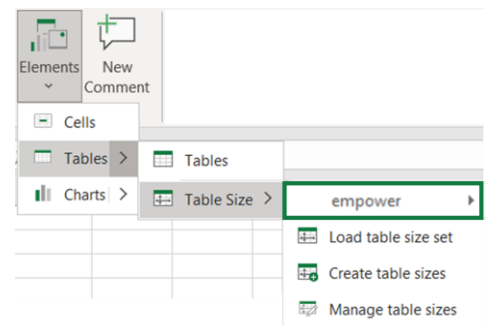 Elements
New
Comment
Cells
Tables
Charts
Tables
Table Size
empower
Load table size set
Create table sizes
Manage table sizes